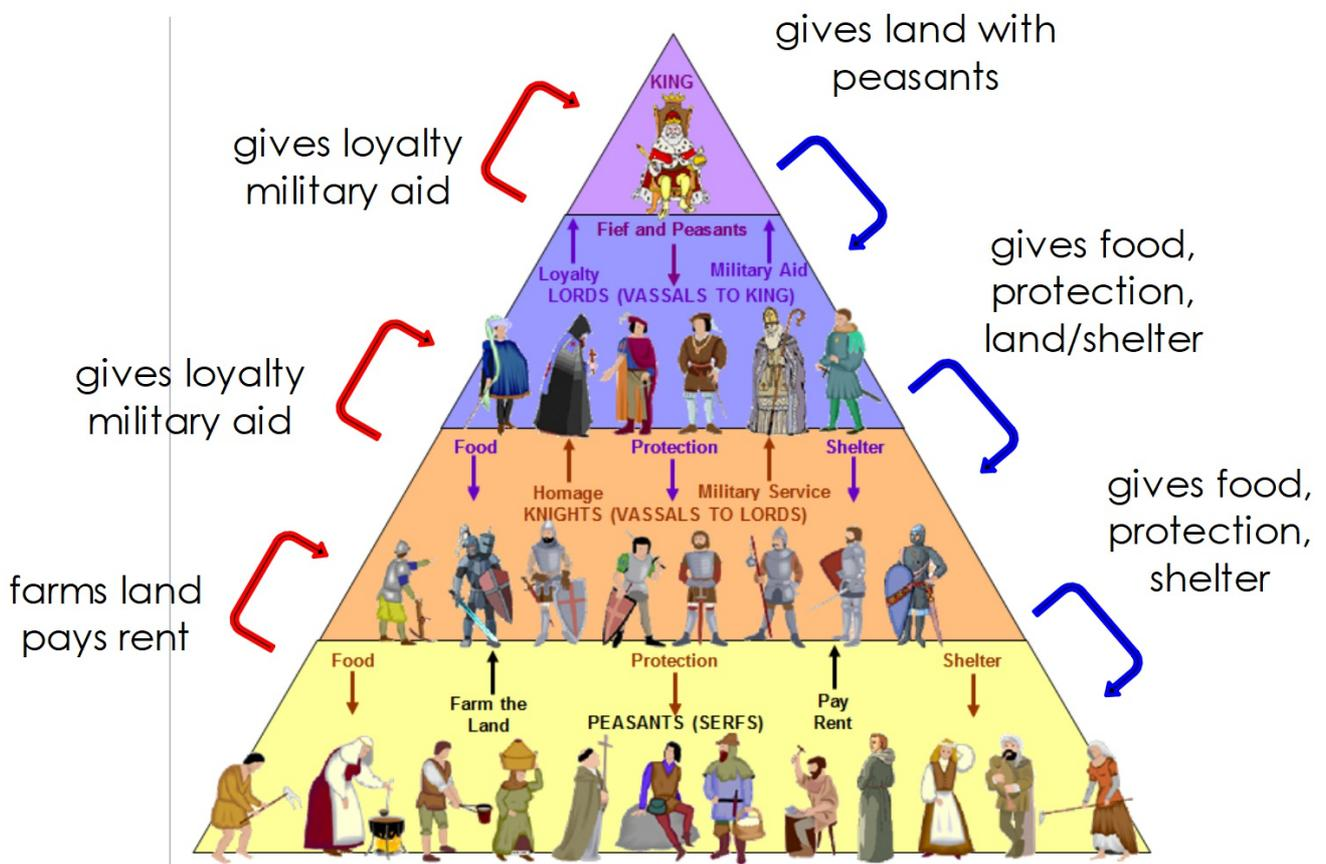 gives land with
peasants
KING
gives loyalty
military aid
Fief and Peasants
Loyalty
Military Aid
LORDS (VASSALS TO KING)
gives food,
protection,
land/shelter
gives loyalty
military aid
Food
Protection
Shelter
Homage
Military Service
KNIGHTS (VASSALS TO LORDS)
gives food,
protection,
shelter
farms land
pays rent
Food
Protection
Shelter
Farm the
Land
Pay
Rent
PEASANTS (SERFS)